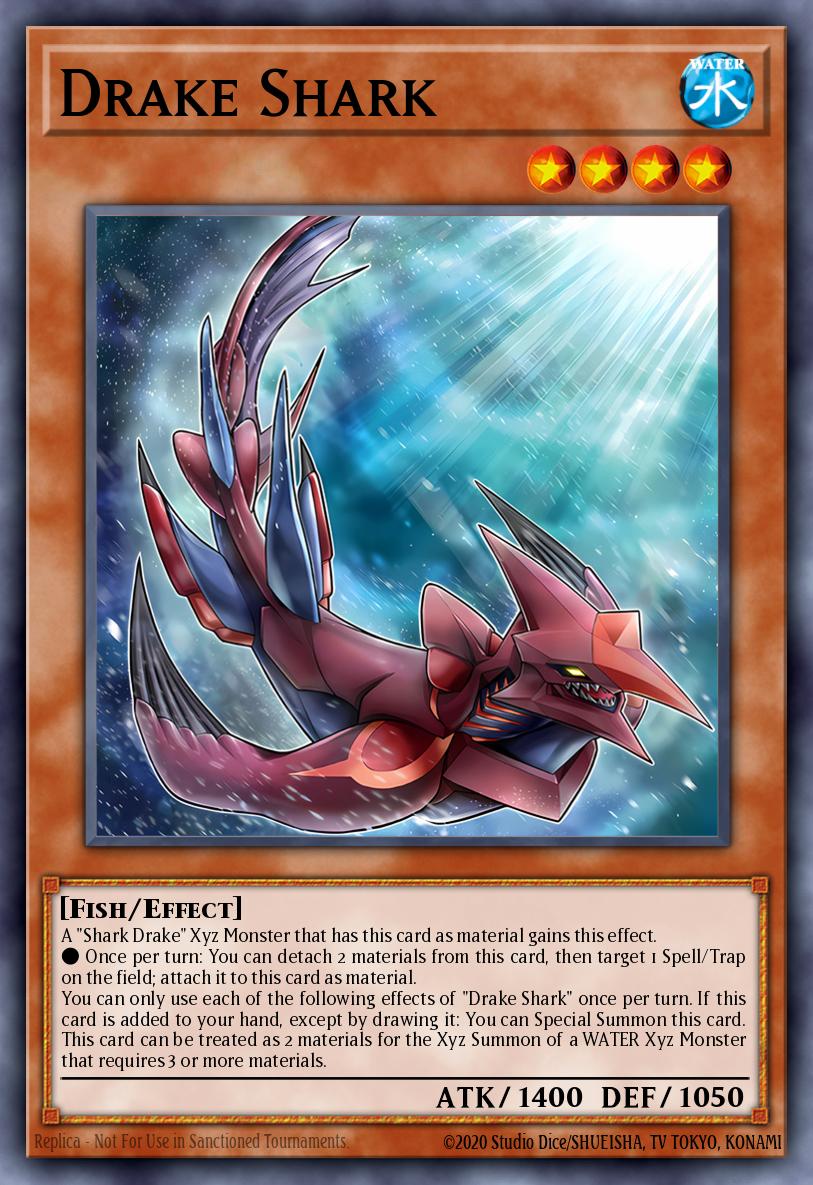 Drake Shark
WATER
水
[Fish/Effect]
A "Shark Drake" Xyz Monster that has this card as material gains this effect.
● Once per turn: You can detach 2 materials from this card, then target 1 Spell/Trap
on the field; attach it to this card as material.
You can only use each of the following effects of "Drake Shark" once per turn. If this
card is added to your hand, except by drawing it: You can Special Summon this card.
This card can be treated as 2 materials for the Xyz Summon of a WATER Xyz Monster
that requires 3 or more materials.
ATK/1400 DEF/1050
Replica - Not For Use in Sanctioned Tournaments.
©2020 Studio Dice/SHUEISHA, TV TOKYO, KONAMI